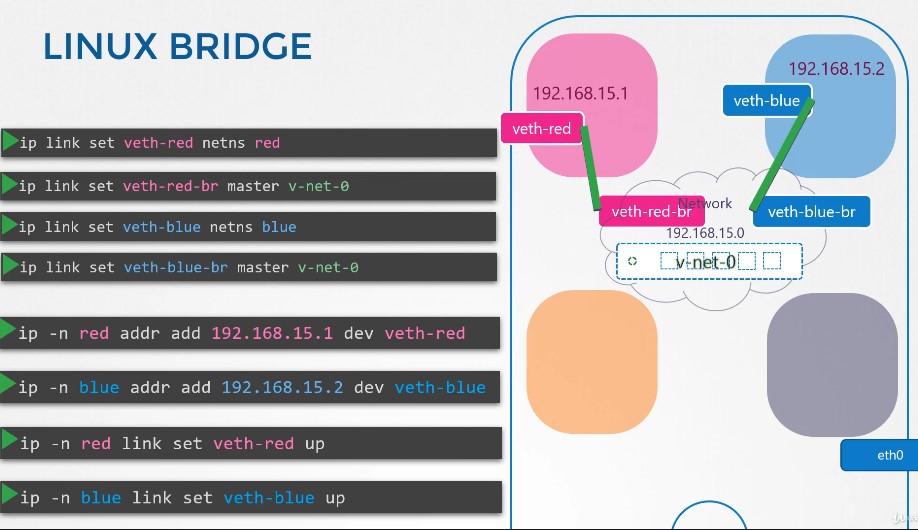 LINUX BRIDGE
ip link set veth-red netns red
ip link set veth-red-br master v-net-0
ip link set veth-blue netns blue
ip link set veth-blue-br master v-net-0
ip -n red addr add 192.168.15.1 dev veth-red
ip -n blue addr add 192.168.15.2 dev veth-blue
ip -n red link set veth-red up
ip -n blue link set veth-blue up
192.168.15.1
192.168.15.2
veth-red
veth-blue
veth-red-br
Network
veth-blue-br
192.168.15.0
v-net-0
eth0